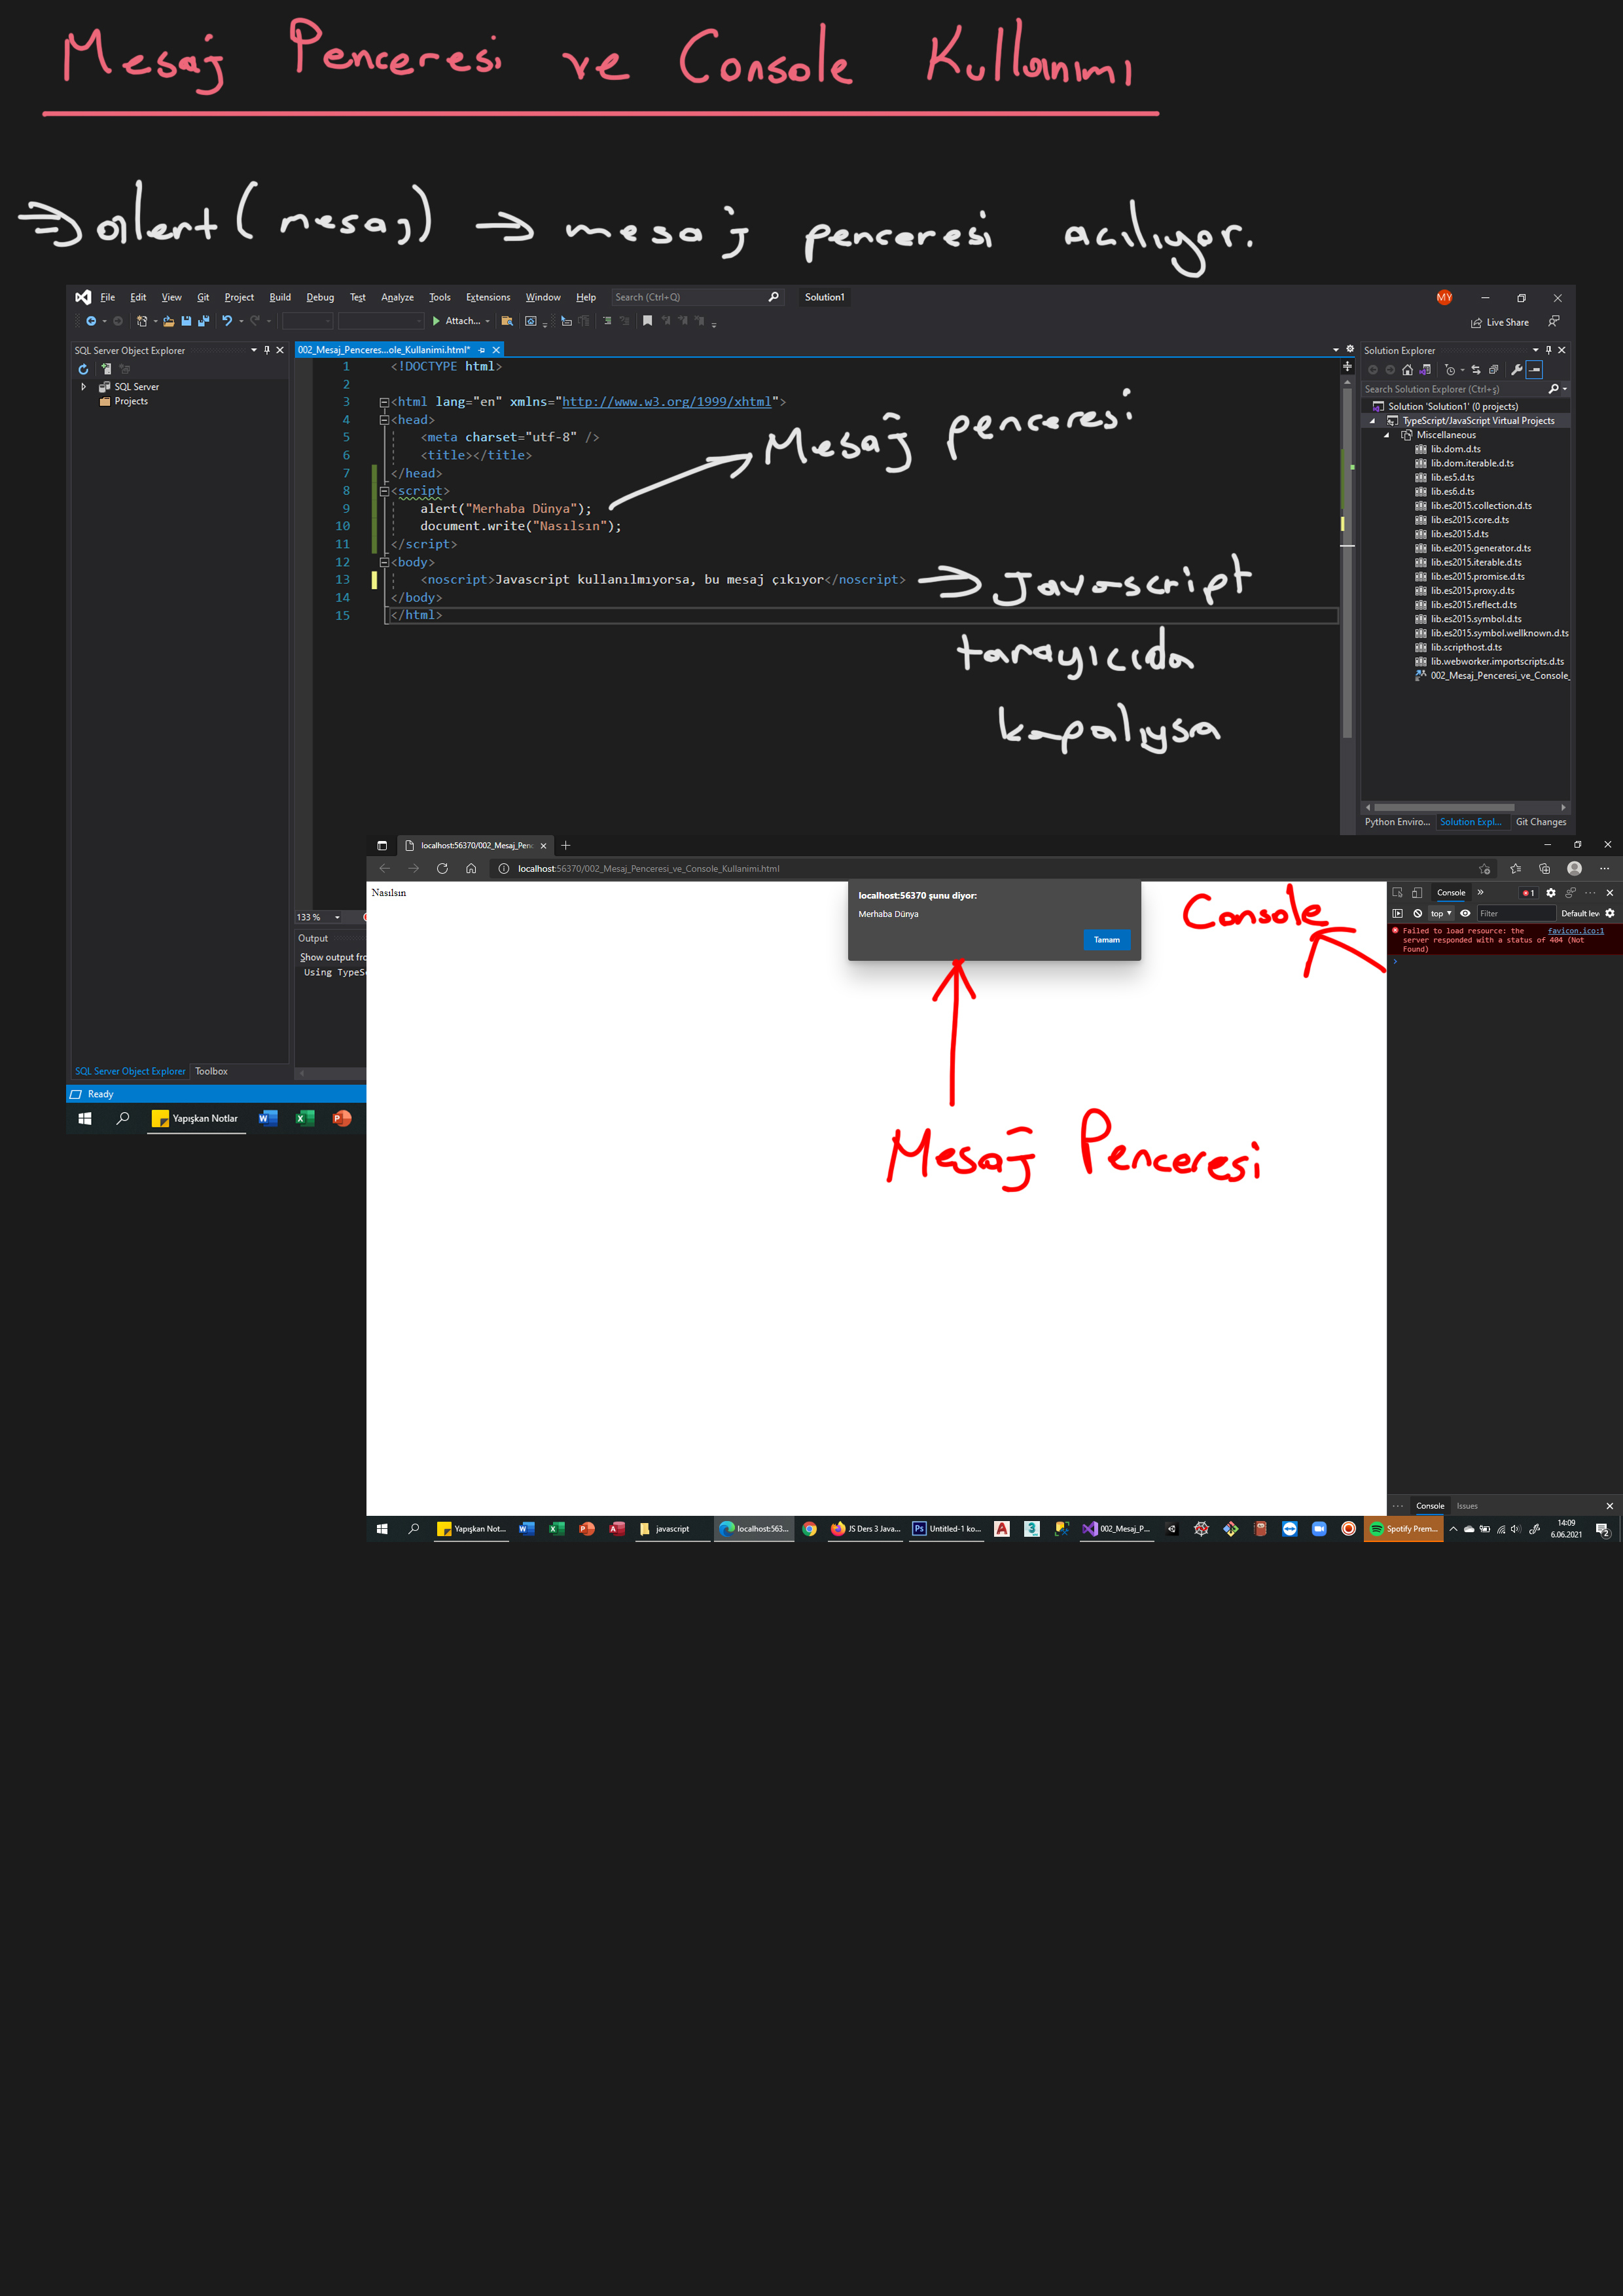 Mesaj Penceresi ve Console Kullanımı
⇒ alert(mesaj) ⇒ mesaj penceresi acılıyor.
File Edit View Git Project Build Debug Test Analyze Tools Extensions Window Help Search (Ctrl+Q) Solution1 MY
Attach... Live Share
SQL Server Object Explorer
SQL Server
Projects
002_Mesaj_Penceres...ole_Kullanimi.html*
1 <!DOCTYPE html>
2
3 <html lang="en" xmlns="http://www.w3.org/1999/xhtml">
4 <head>
5 <meta charset="utf-8" />
6 <title></title>
7 </head>
8 <script>
9 alert("Merhaba Dünya");
10 document.write("Nasılsın");
11 </script>
12 <body>
13 <noscript>Javascript kullanılmıyorsa, bu mesaj çıkıyor</noscript>
14 </body>
15 </html>
Mesaj penceresi
⇒ Javascript
tarayıcıda
kapalıysa
Solution Explorer
Search Solution Explorer (Ctrl+ş)
Solution 'Solution1' (0 projects)
TypeScript/JavaScript Virtual Projects
Miscellaneous
lib.dom.d.ts
lib.dom.iterable.d.ts
lib.es5.d.ts
lib.es6.d.ts
lib.es2015.collection.d.ts
lib.es2015.core.d.ts
lib.es2015.d.ts
lib.es2015.generator.d.ts
lib.es2015.iterable.d.ts
lib.es2015.promise.d.ts
lib.es2015.proxy.d.ts
lib.es2015.reflect.d.ts
lib.es2015.symbol.d.ts
lib.es2015.symbol.wellknown.d.ts
lib.scripthost.d.ts
lib.webworker.importscripts.d.ts
002_Mesaj_Penceresi_ve_Console_
Python Enviro... Solution Expl... Git Changes
133 %
Output
Show output fro
Using TypeSc
SQL Server Object Explorer Toolbox
Ready
Yapışkan Notlar
localhost:56370/002_Mesaj_Penc
localhost:56370/002_Mesaj_Penceresi_ve_Console_Kullanimi.html
Nasılsın
localhost:56370 şunu diyor:
Merhaba Dünya
Tamam
Console
Mesaj Penceresi
Console 1
top Filter Default lev
Failed to load resource: the favicon.ico:1
server responded with a status of 404 (Not
Found)
Console Issues
Yapışkan Not... javascript localhost:563... JS Ders 3 Java... Untitled-1 ko... 002_Mesaj_P... Spotify Prem...
14:09
6.06.2021
2